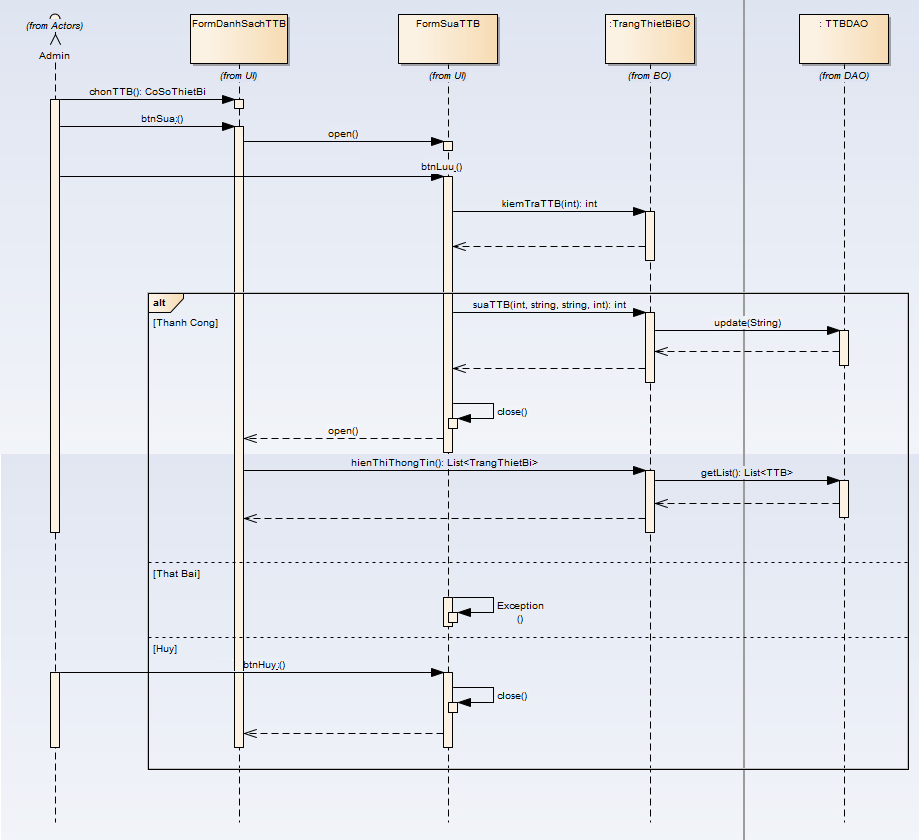 (from Actors)
Admin
FormDanhSachTTB
(from UI)
FormSuaTTB
(from UI)
:TrangThietBiBO
(from BO)
: TTBDAO
(from DAO)
chonTTB(): CoSoThietBi
btnSua;()
open()
btnLuu;()
kiemTraTTB(int): int
alt
[Thanh Cong]
suaTTB(int, string, string, int): int
update(String)
close()
open()
hienThiThongTin(): List<TrangThietBi>
getList(): List<TTB>
[That Bai]
Exception
()
[Huy]
btnHuy;()
close()